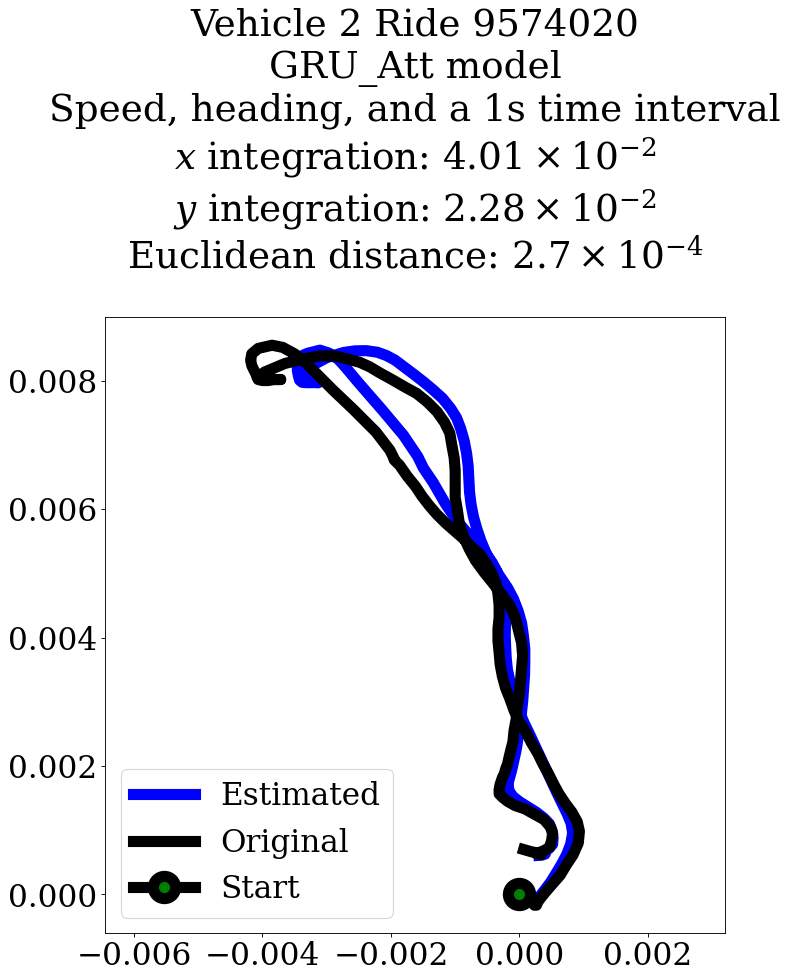 Vehicle 2 Ride 9574020
GRU_Att model
Speed, heading, and a 1s time interval
x integration: 4.01 × 10⁻²
y integration: 2.28 × 10⁻²
Euclidean distance: 2.7 × 10⁻⁴
0.008
0.006
0.004
0.002
0.000
Estimated
Original
Start
−0.006 −0.004 −0.002 0.000 0.002